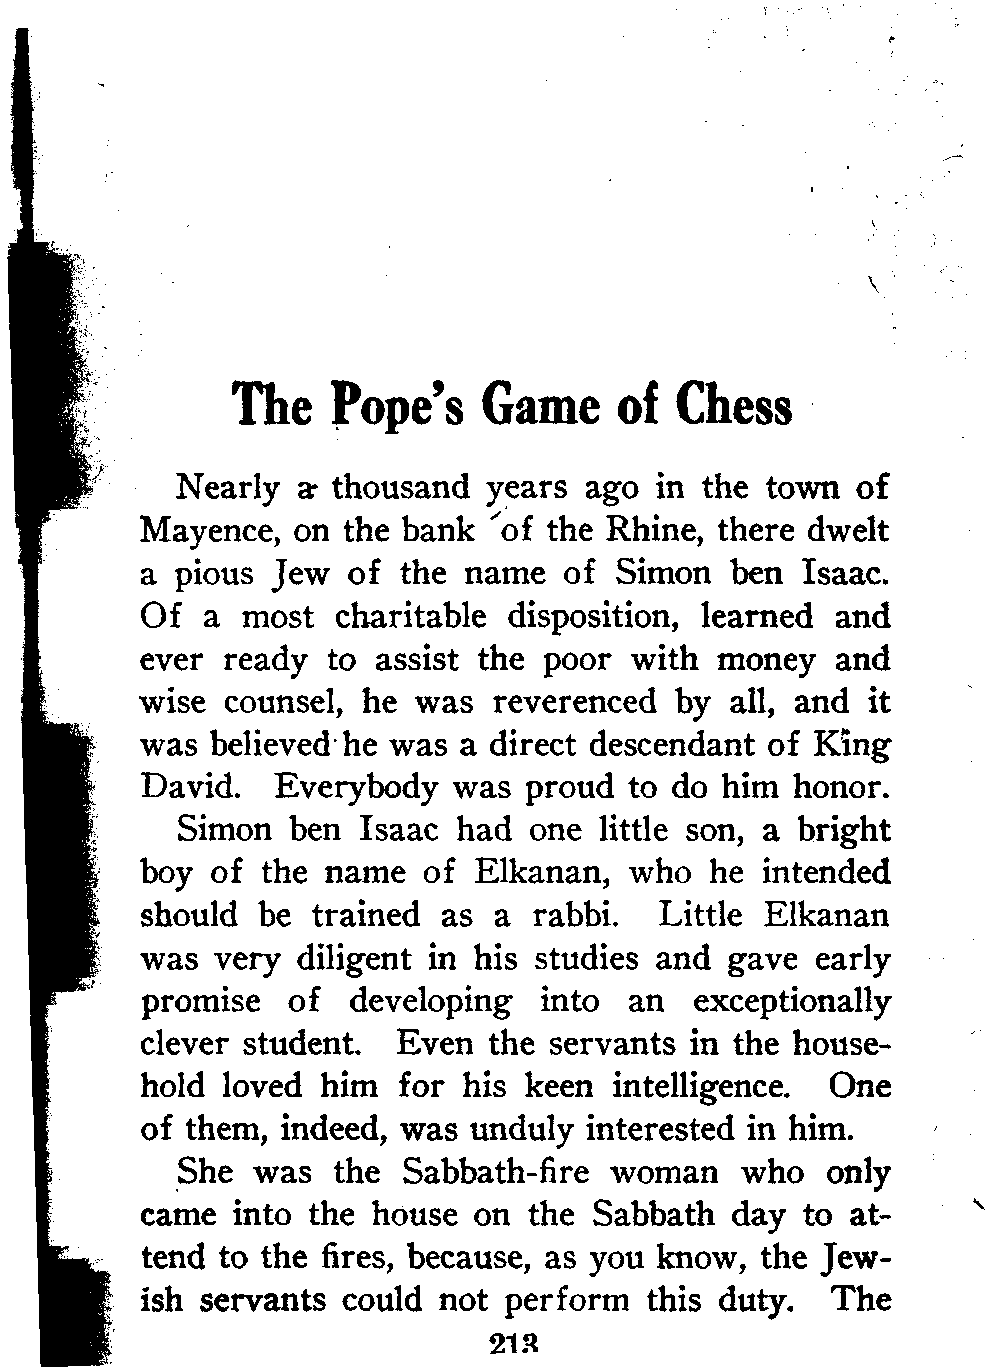 The Pope's Game of Chess
Nearly a thousand years ago in the town of
Mayence, on the bank of the Rhine, there dwelt
a pious Jew of the name of Simon ben Isaac.
Of a most charitable disposition, learned and
ever ready to assist the poor with money and
wise counsel, he was reverenced by all, and it
was believed he was a direct descendant of King
David. Everybody was proud to do him honor.
Simon ben Isaac had one little son, a bright
boy of the name of Elkanan, who he intended
should be trained as a rabbi. Little Elkanan
was very diligent in his studies and gave early
promise of developing into an exceptionally
clever student. Even the servants in the house-
hold loved him for his keen intelligence. One
of them, indeed, was unduly interested in him.
She was the Sabbath-fire woman who only
came into the house on the Sabbath day to at-
tend to the fires, because, as you know, the Jew-
ish servants could not perform this duty. The
213